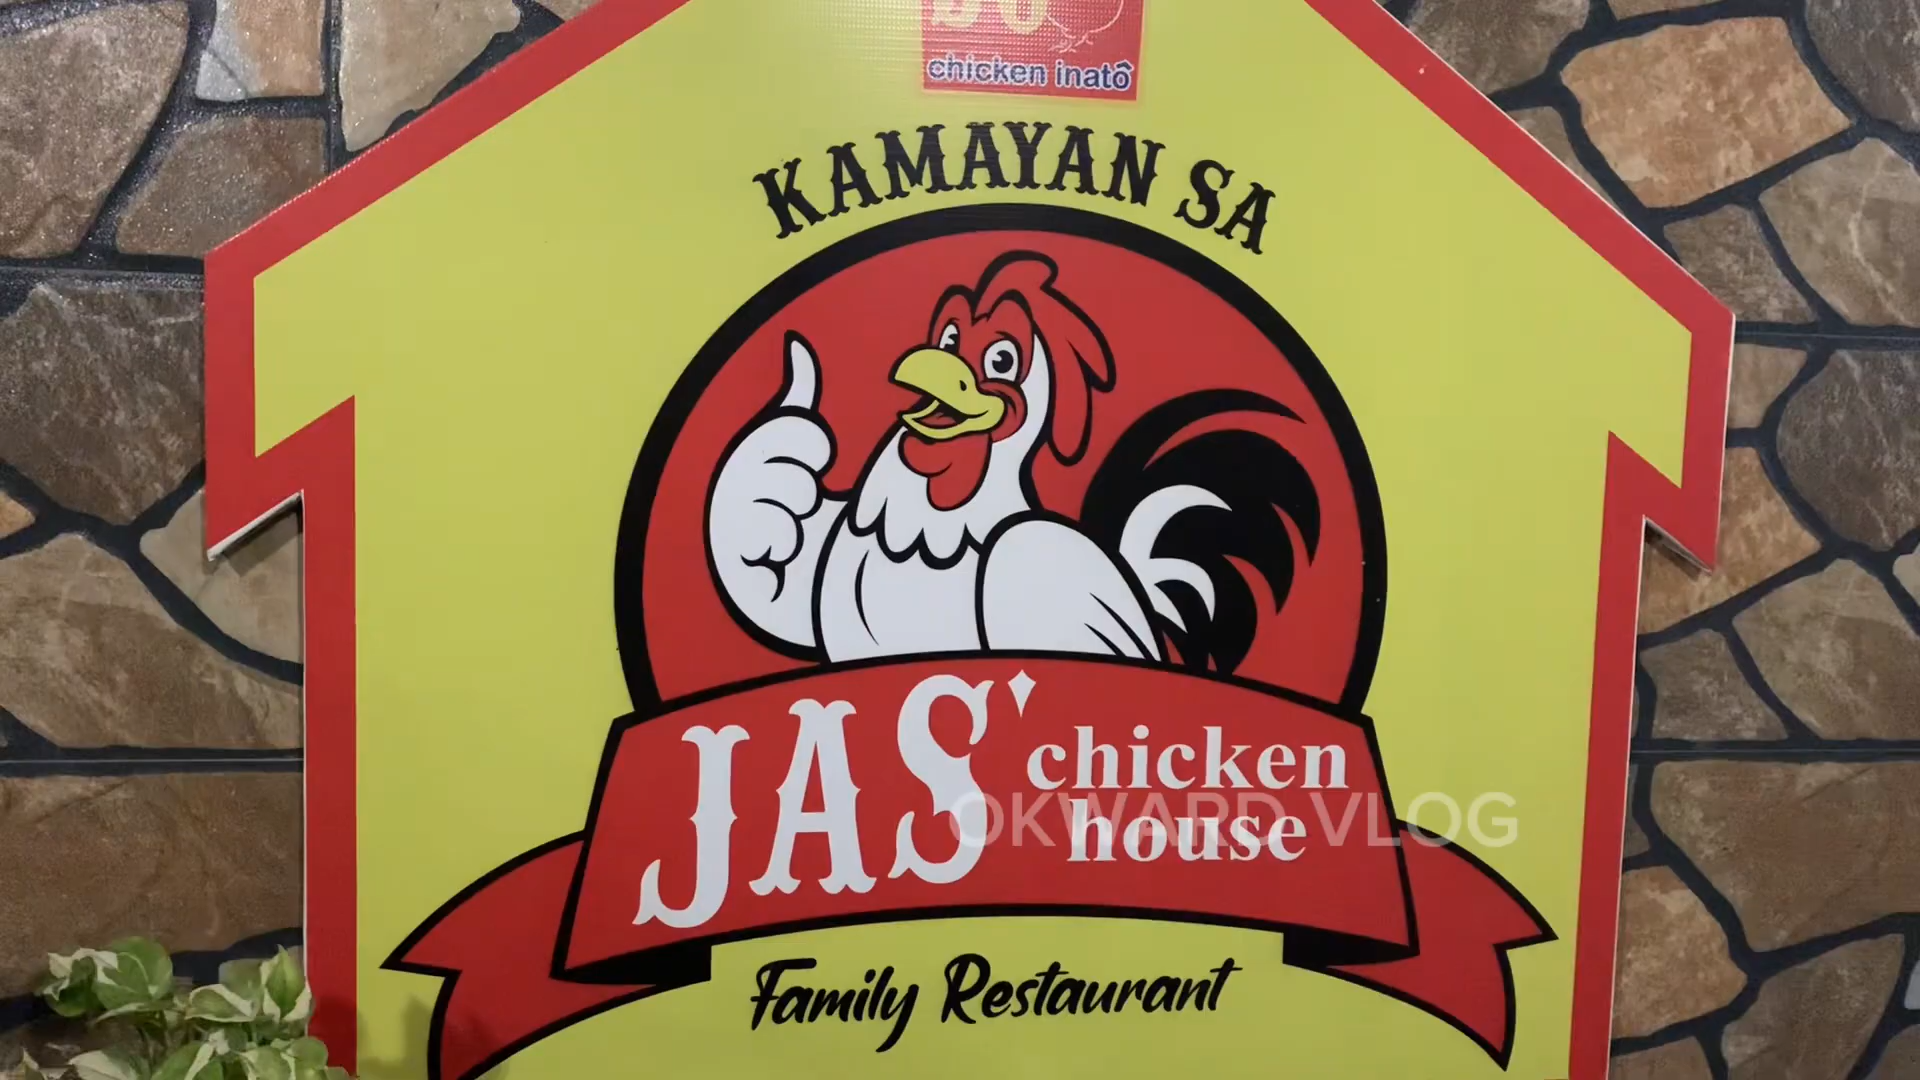 chicken inatô
KAMAYAN SA
JAS' chicken
house
OKWARD VLOG
Family Restaurant